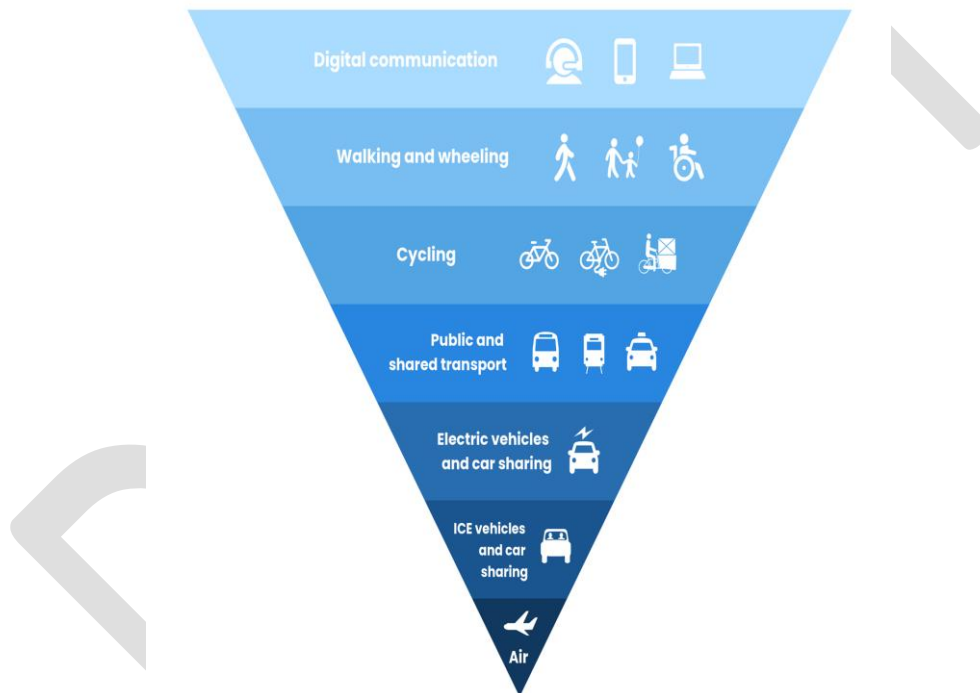 Digital communication
Walking and wheeling
Cycling
Public and
shared transport
Electric vehicles
and car sharing
ICE vehicles
and car
sharing
Air